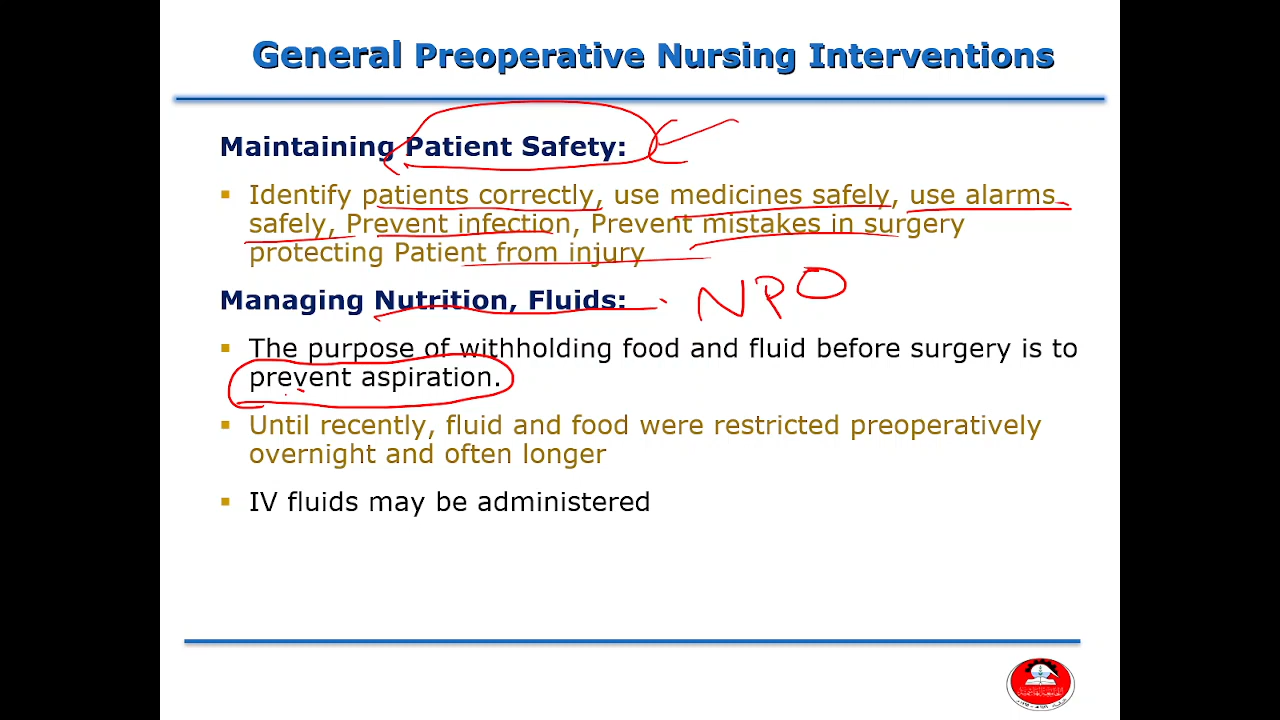 General Preoperative Nursing Interventions
Maintaining Patient Safety:
▪ Identify patients correctly, use medicines safely, use alarms
safely, Prevent infection, Prevent mistakes in surgery
protecting Patient from injury
Managing Nutrition, Fluids:
NPO
▪ The purpose of withholding food and fluid before surgery is to
prevent aspiration.
▪ Until recently, fluid and food were restricted preoperatively
overnight and often longer
▪ IV fluids may be administered